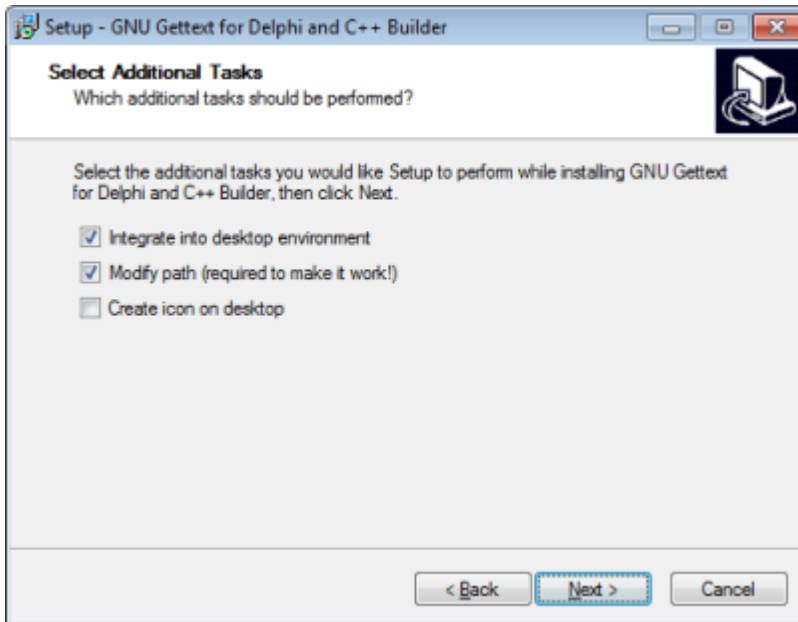 Setup - GNU Gettext for Delphi and C++ Builder
Select Additional Tasks
Which additional tasks should be performed?
Select the additional tasks you would like Setup to perform while installing GNU Gettext
for Delphi and C++ Builder, then click Next.
Integrate into desktop environment
Modify path (required to make it work!)
Create icon on desktop
< Back Next > Cancel